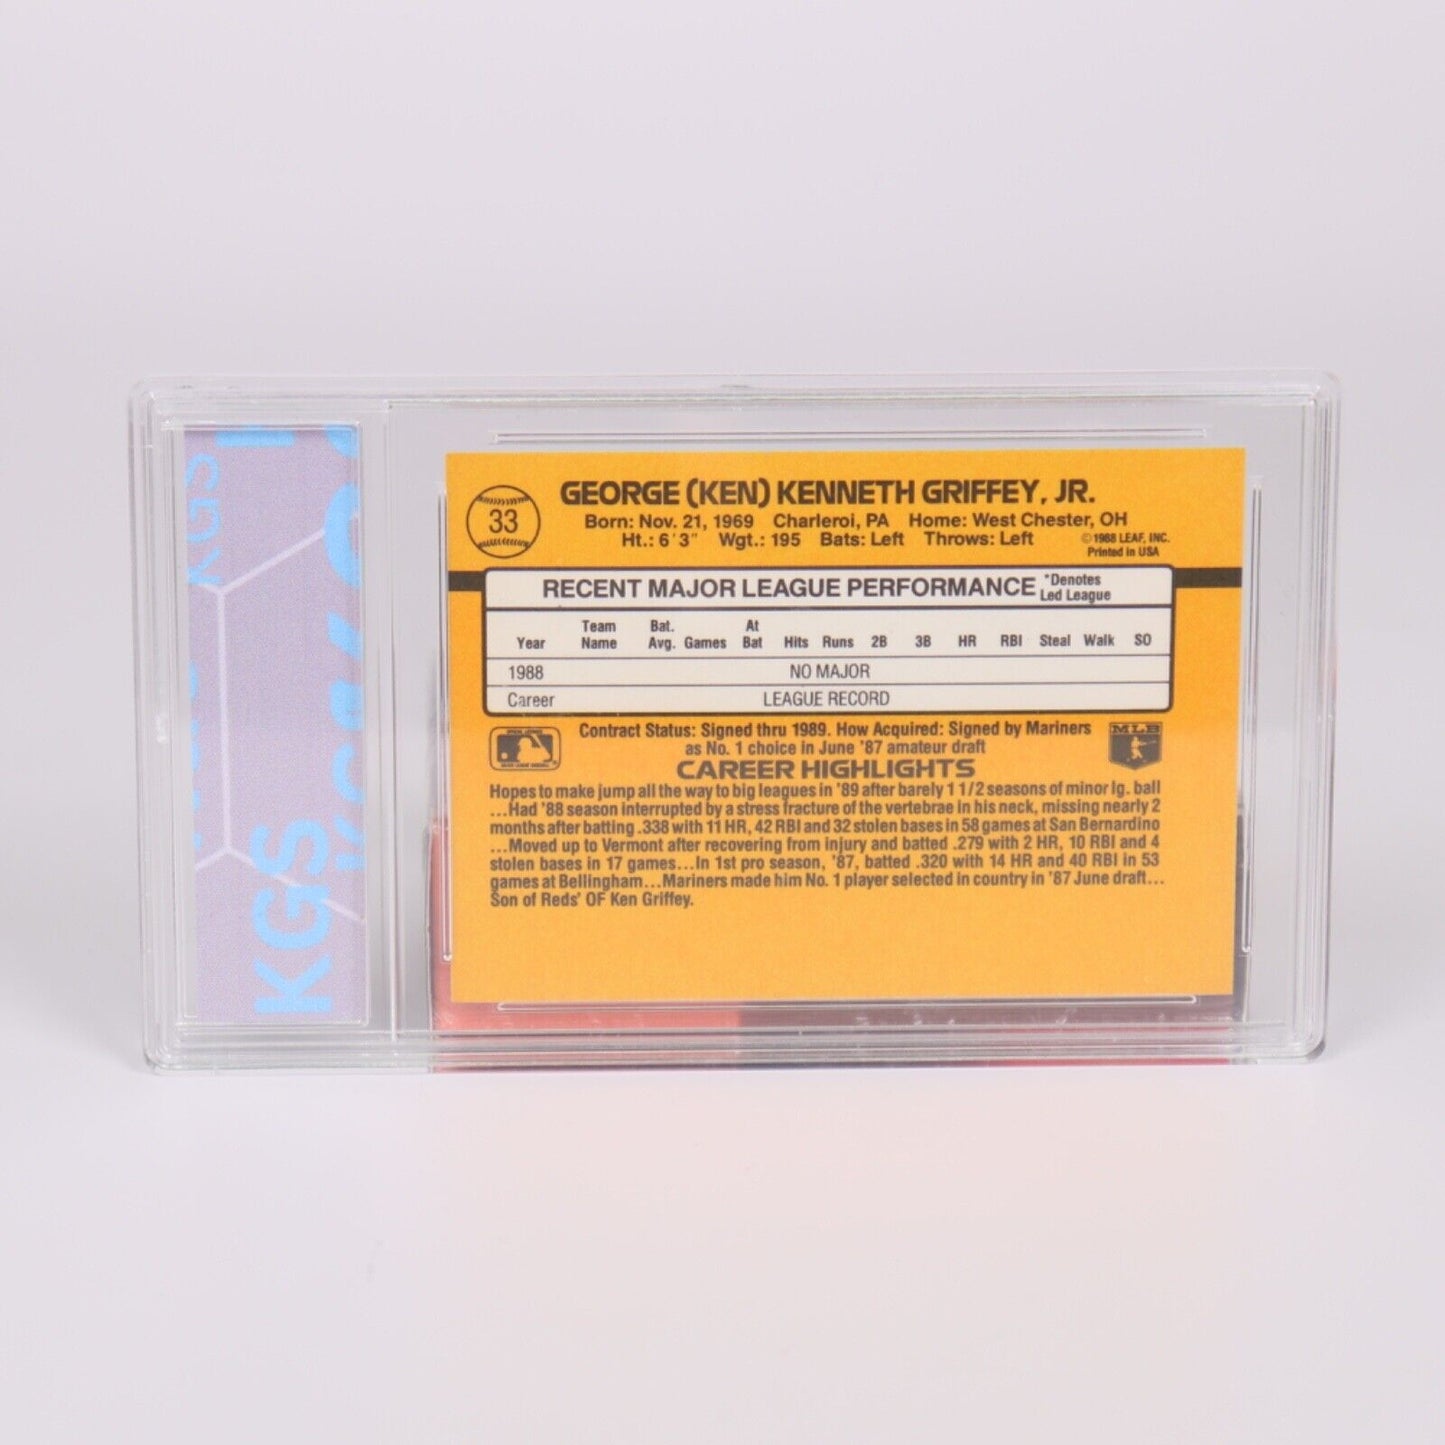 KGS
KGS
33
GEORGE (KEN) KENNETH GRIFFEY, JR.
Born: Nov. 21, 1969 Charleroi, PA Home: West Chester, OH
Ht.: 6'3" Wgt.: 195 Bats: Left Throws: Left
©1988 LEAF, INC.
Printed in USA
RECENT MAJOR LEAGUE PERFORMANCE *Denotes
Led League
Year Team Name Bat. Avg. Games At Bat Hits Runs 2B 3B HR RBI Steal Walk SO
1988 NO MAJOR
Career LEAGUE RECORD
Contract Status: Signed thru 1989. How Acquired: Signed by Mariners
as No. 1 choice in June '87 amateur draft
MLB
CAREER HIGHLIGHTS
Hopes to make jump all the way to big leagues in '89 after barely 1 1/2 seasons of minor lg. ball
...Had '88 season interrupted by a stress fracture of the vertebrae in his neck, missing nearly 2
months after batting .338 with 11 HR, 42 RBI and 32 stolen bases in 58 games at San Bernardino
...Moved up to Vermont after recovering from injury and batted .279 with 2 HR, 10 RBI and 4
stolen bases in 17 games...In 1st pro season, '87, batted .320 with 14 HR and 40 RBI in 53
games at Bellingham...Mariners made him No. 1 player selected in country in '87 June draft...
Son of Reds' OF Ken Griffey.